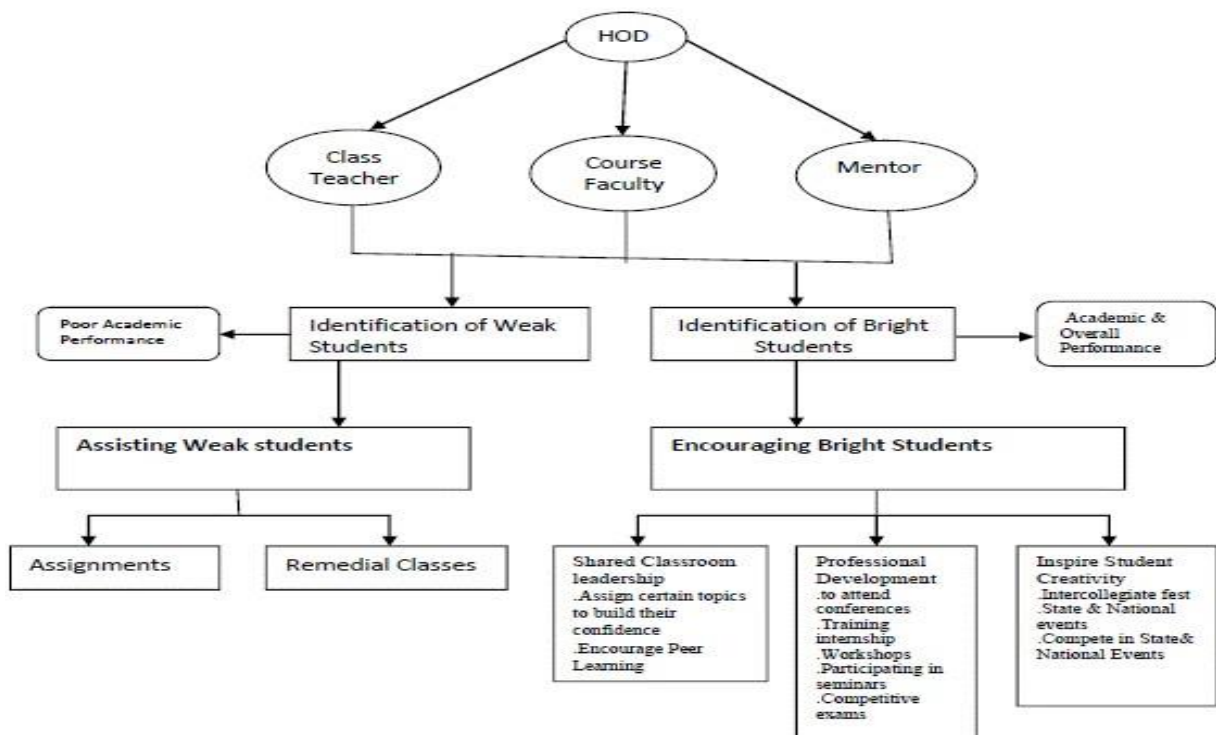 HOD
Class
Teacher
Course
Faculty
Mentor
Poor Academic
Performance
Identification of Weak
Students
Identification of Bright
Students
Academic &
Overall
Performance
Assisting Weak students
Encouraging Bright Students
Assignments
Remedial Classes
Shared Classroom
leadership
.Assign certain topics
to build their
confidence
.Encourage Peer
Learning
Professional
Development
.to attend
conferences
.Training
internship
.Workshops
.Participating in
seminars
.Competitive
exams
Inspire Student
Creativity
.Intercollegiate fest
.State & National
events
.Compete in State&
National Events